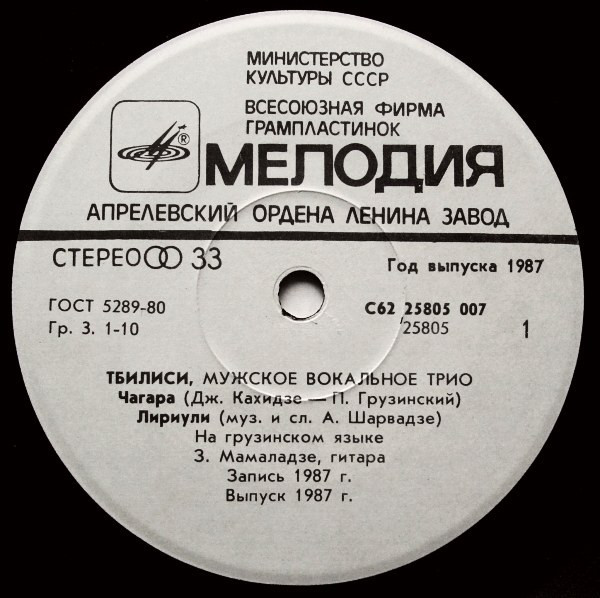 МИНИСТЕРСТВО
КУЛЬТУРЫ СССР
ВСЕСОЮЗНАЯ ФИРМА
ГРАМПЛАСТИНОК
®
МЕЛОДИЯ
АПРЕЛЕВСКИЙ ОРДЕНА ЛЕНИНА ЗАВОД
СТЕРЕО 33
Год выпуска 1987
ГОСТ 5289-80
Гр. 3. 1-10
С62 25805 007
25805
1
ТБИЛИСИ, МУЖСКОЕ ВОКАЛЬНОЕ ТРИО
Чагара (Дж. Кахидзе — П. Грузинский)
Лириули (муз. и сл. А. Шарвадзе)
На грузинском языке
З. Мамаладзе, гитара
Запись 1987 г.
Выпуск 1987 г.